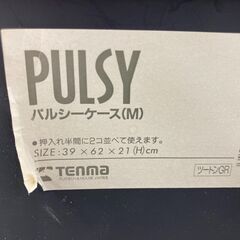 PULSY
パルシーケース(M)
●押入れ半間に2コ並べて使えます。
SIZE:39×62×21(H)cm
TENMA
ツートンGR